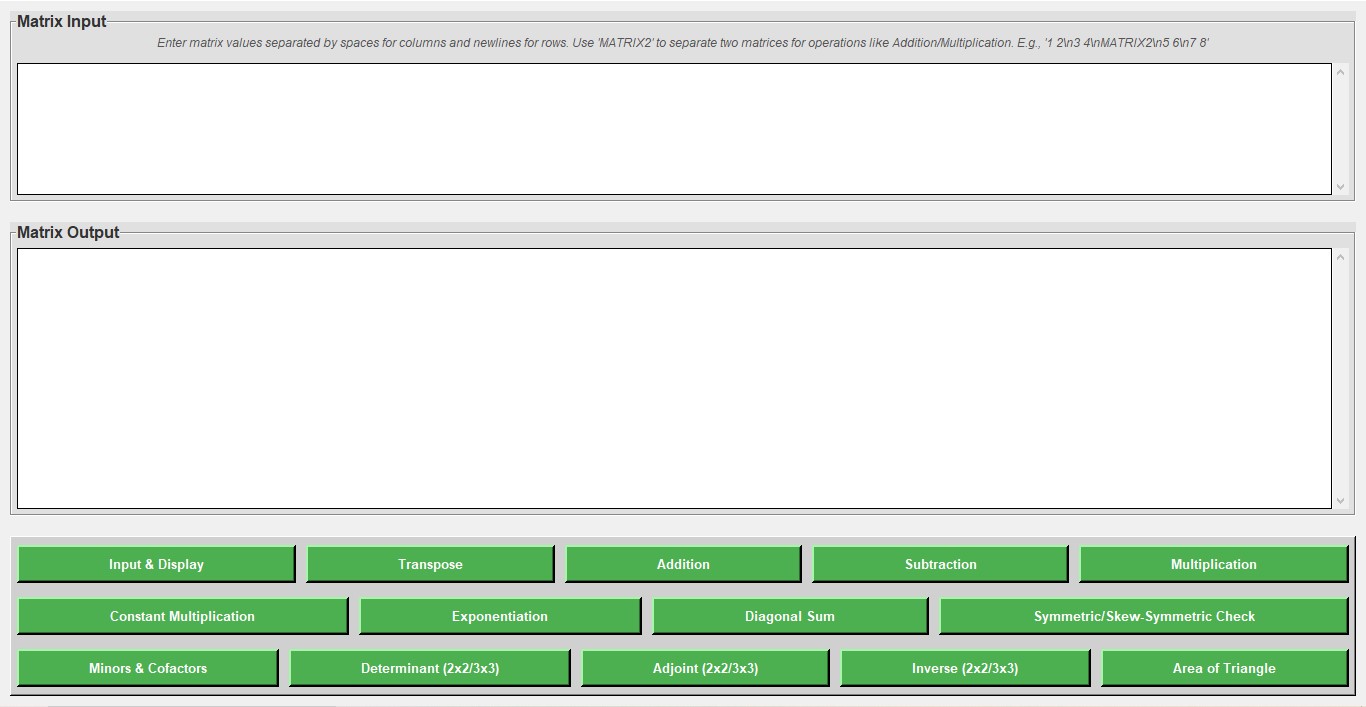 Matrix Input
Enter matrix values separated by spaces for columns and newlines for rows. Use 'MATRIX2' to separate two matrices for operations like Addition/Multiplication. E.g., '1 2\n3 4\nMATRIX2\n5 6\n7 8'
Matrix Output
Input & Display
Transpose
Addition
Subtraction
Multiplication
Constant Multiplication
Exponentiation
Diagonal Sum
Symmetric/Skew-Symmetric Check
Minors & Cofactors
Determinant (2x2/3x3)
Adjoint (2x2/3x3)
Inverse (2x2/3x3)
Area of Triangle